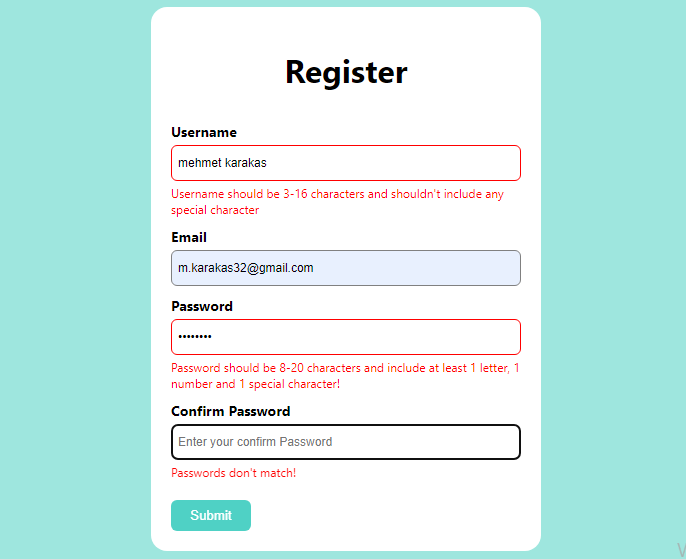 Register
Username
mehmet karakas
Username should be 3-16 characters and shouldn't include any
special character
Email
m.karakas32@gmail.com
Password
••••••••
Password should be 8-20 characters and include at least 1 letter, 1
number and 1 special character!
Confirm Password
Enter your confirm Password
Passwords don't match!
Submit